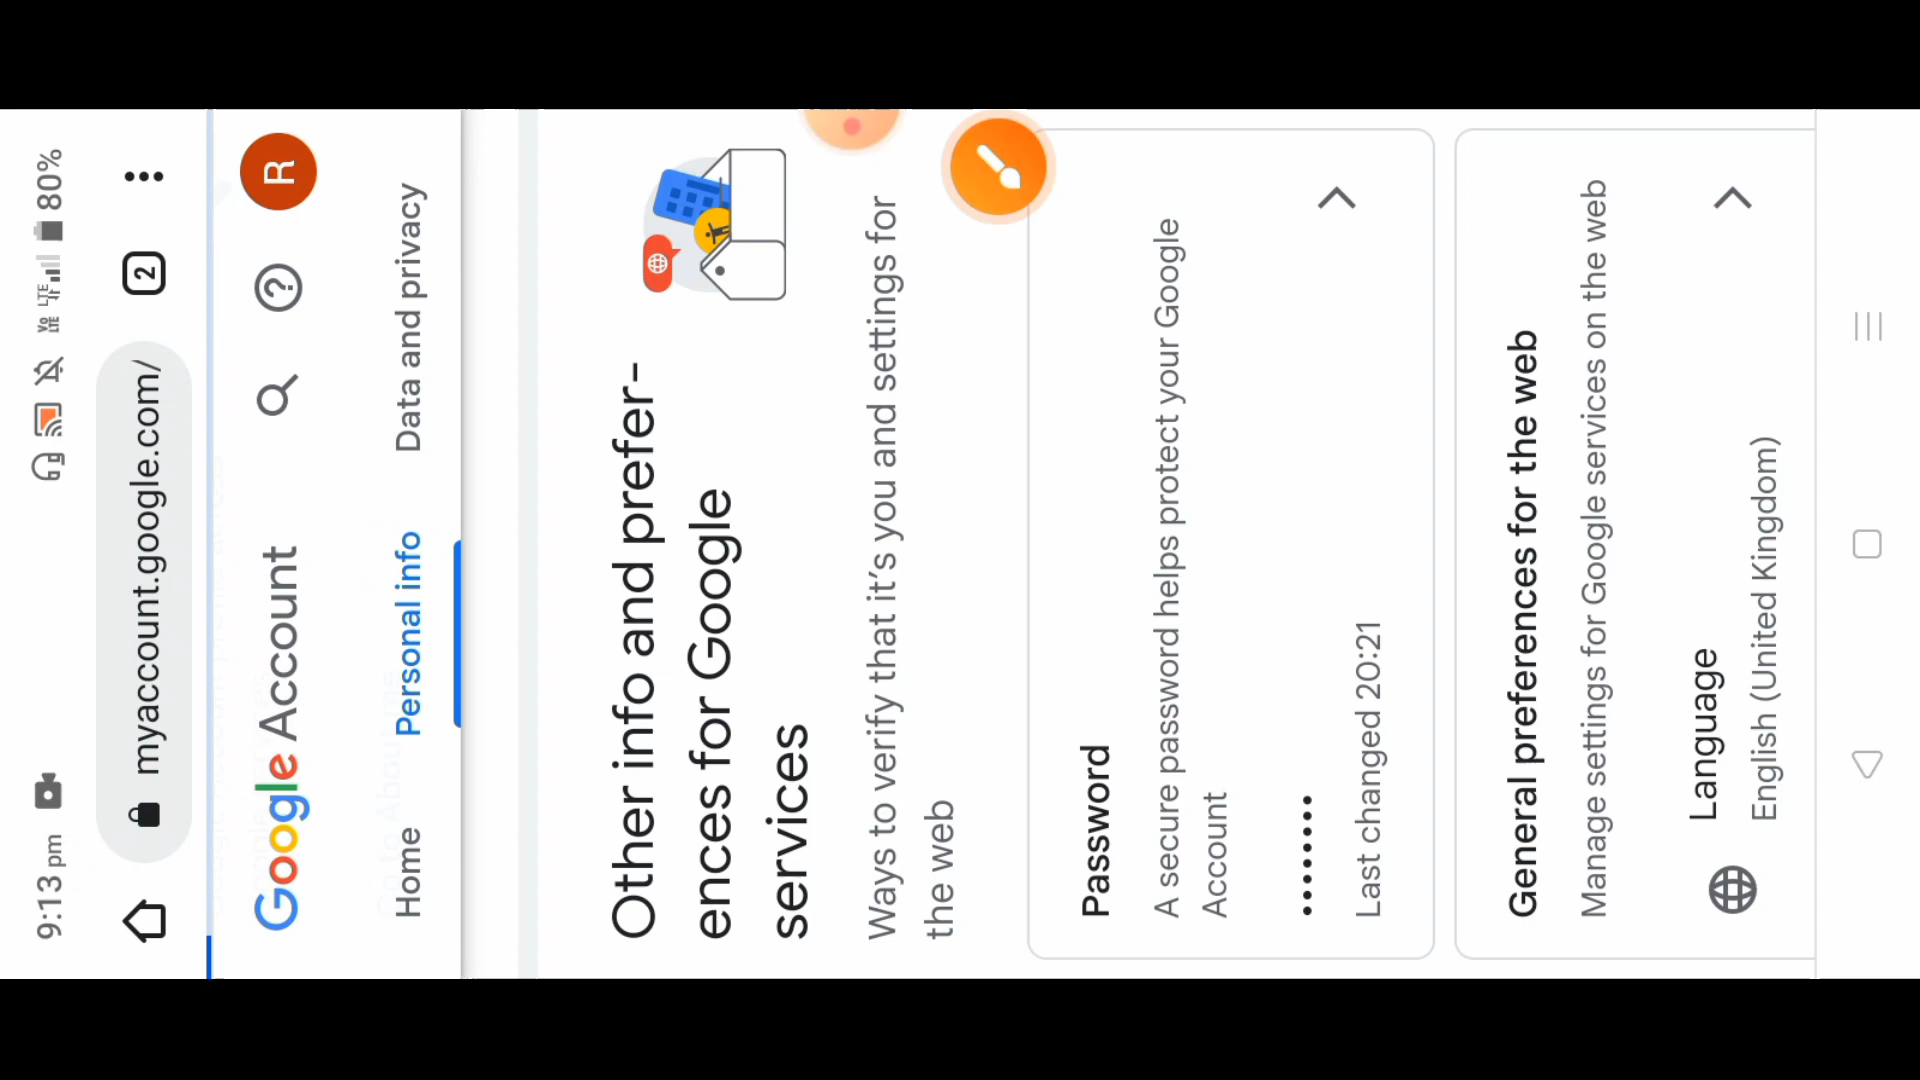 9:13 pm
VO LTE LTE 80%
myaccount.google.com/
2
Google Account
R
Home
Personal info
Data and privacy
Other info and prefer-
ences for Google
services
Ways to verify that it's you and settings for
the web
Password
A secure password helps protect your Google
Account
•••••••••
Last changed 20:21
General preferences for the web
Manage settings for Google services on the web
Language
English (United Kingdom)